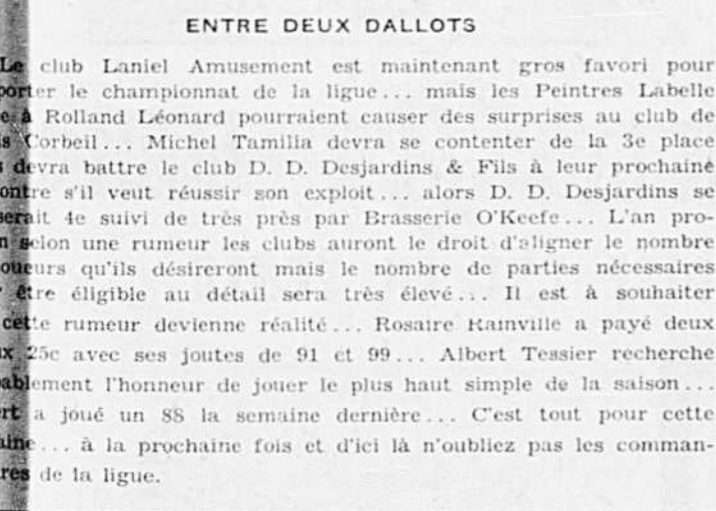 ENTRE DEUX DALLOTS
Le club Laniel Amusement est maintenant gros favori pour
porter le championnat de la ligue... mais les Peintres Labelle
e à Rolland Léonard pourraient causer des surprises au club de
s Corbeil... Michel Tamilia devra se contenter de la 3e place
s devra battre le club D. D. Desjardins & Fils à leur prochaine
ontre s'il veut réussir son exploit... alors D. D. Desjardins se
serait 4e suivi de très près par Brasserie O'Keefe... L'an pro-
n selon une rumeur les clubs auront le droit d'aligner le nombre
oueurs qu'ils désireront mais le nombre de parties nécessaires
r être éligible au détail sera très élevé... Il est à souhaiter
cette rumeur devienne réalité... Rosaire Rainville a payé deux
x 25c avec ses joutes de 91 et 99... Albert Tessier recherche
ablement l'honneur de jouer le plus haut simple de la saison...
rt a joué un 88 la semaine dernière... C'est tout pour cette
aine... à la prochaine fois et d'ici là n'oubliez pas les comman-
res de la ligue.